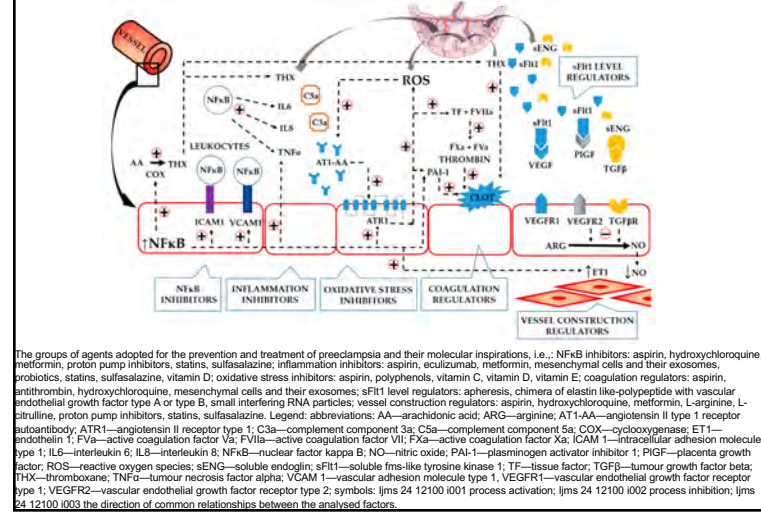 VESSEL
sENG
THX
sFlt1
sFlt1 LEVEL
REGULATORS
THX
ROS
C5a
C3a
NFκB
IL6
IL8
TNFα
LEUKOCYTES
NFκB
NFκB
AA
THX
COX
AT1-AA
TF + FVIIa
FXa + FVa
THROMBIN
PAI-1
CLOT
sFlt1
sFlt1
sENG
VEGF
PlGF
TGFβ
ICAM1
VCAM1
↑NFκB
ATR1
VEGFR1
VEGFR2
TGFβR
ARG
NO
↑ET1
↓NO
NFκB
INHIBITORS
INFLAMMATION
INHIBITORS
OXIDATIVE STRESS
INHIBITORS
COAGULATION
REGULATORS
VESSEL CONSTRUCTION
REGULATORS
The groups of agents adopted for the prevention and treatment of preeclampsia and their molecular inspirations, i.e.,: NFκB inhibitors: aspirin, hydroxychloroquine,
metformin, proton pump inhibitors, statins, sulfasalazine; inflammation inhibitors: aspirin, eculizumab, metformin, mesenchymal cells and their exosomes,
probiotics, statins, sulfasalazine, vitamin D; oxidative stress inhibitors: aspirin, polyphenols, vitamin C, vitamin D, vitamin E; coagulation regulators: aspirin,
antithrombin, hydroxychloroquine, mesenchymal cells and their exosomes; sFlt1 level regulators: apheresis, chimera of elastin like-polypeptide with vascular
endothelial growth factor type A or type B, small interfering RNA particles; vessel construction regulators: aspirin, hydroxychloroquine, metformin, L-arginine, L-
citrulline, proton pump inhibitors, statins, sulfasalazine. Legend: abbreviations: AA—arachidonic acid; ARG—arginine; AT1-AA—angiotensin II type 1 receptor
autoantibody; ATR1—angiotensin II receptor type 1; C3a—complement component 3a; C5a—complement component 5a; COX—cyclooxygenase; ET1—
endothelin 1; FVa—active coagulation factor Va; FVIIa—active coagulation factor VII; FXa—active coagulation factor Xa; ICAM 1—intracellular adhesion molecule
type 1; IL6—interleukin 6; IL8—interleukin 8; NFκB—nuclear factor kappa B; NO—nitric oxide; PAI-1—plasminogen activator inhibitor 1; PlGF—placenta growth
factor; ROS—reactive oxygen species; sENG—soluble endoglin; sFlt1—soluble fms-like tyrosine kinase 1; TF—tissue factor; TGFβ—tumour growth factor beta;
THX—thromboxane; TNFα—tumour necrosis factor alpha; VCAM 1—vascular adhesion molecule type 1, VEGFR1—vascular endothelial growth factor receptor
type 1; VEGFR2—vascular endothelial growth factor receptor type 2; symbols: Ijms 24 12100 i001 process activation; Ijms 24 12100 i002 process inhibition; Ijms
24 12100 i003 the direction of common relationships between the analysed factors.